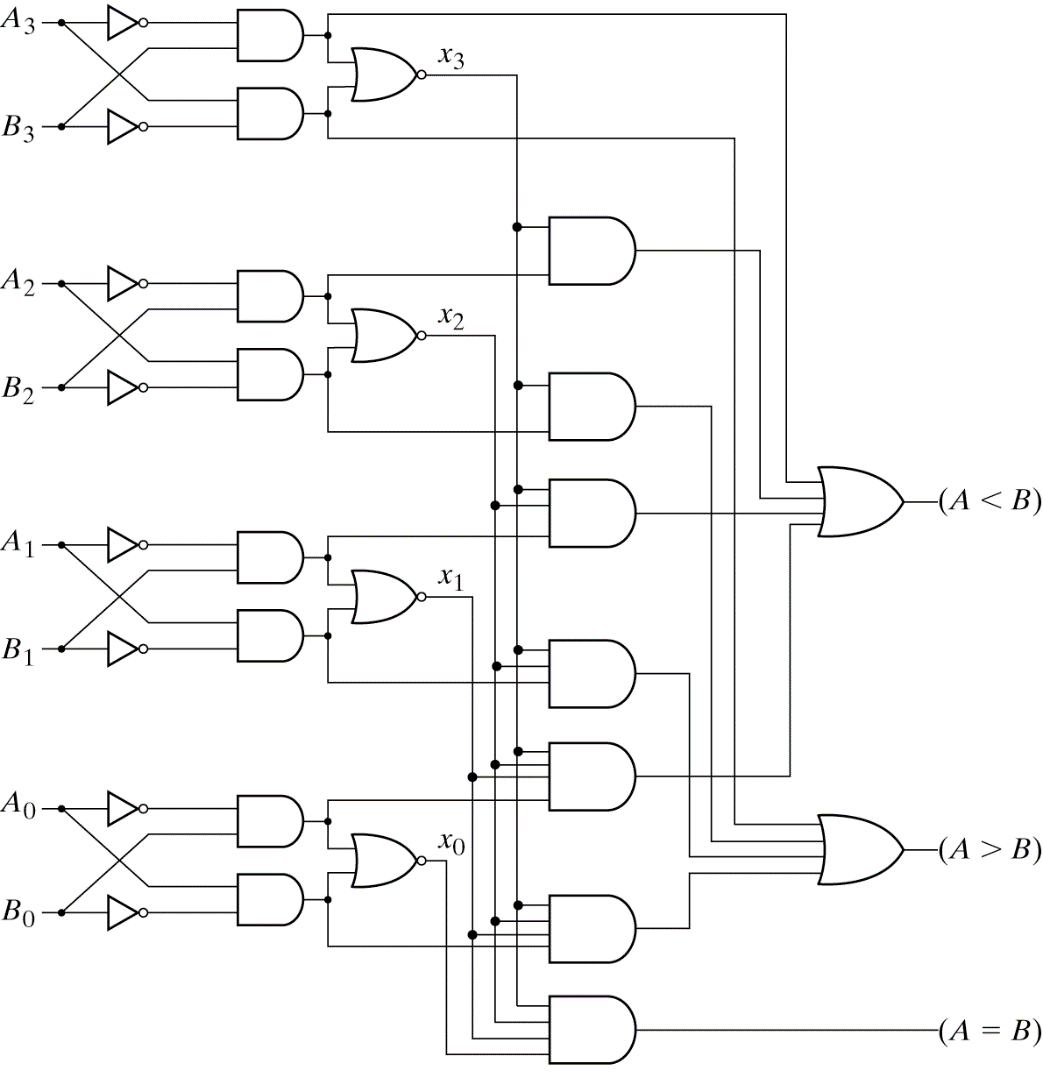 A₃
x₃
B₃
A₂
x₂
B₂
(A < B)
A₁
x₁
B₁
A₀
x₀
(A > B)
B₀
(A = B)